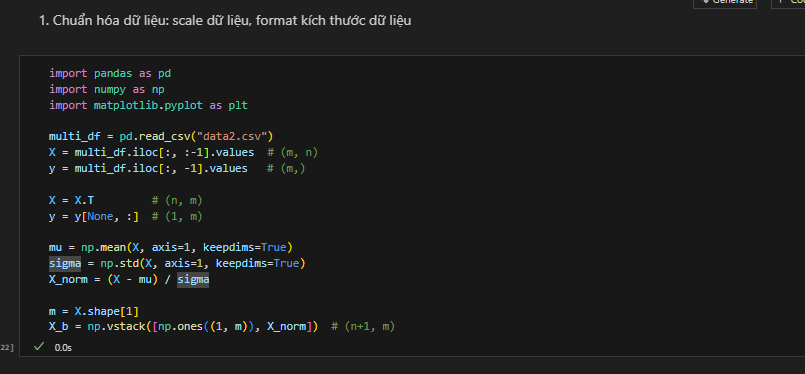 Generate
1. Chuẩn hóa dữ liệu: scale dữ liệu, format kích thước dữ liệu
import pandas as pd
import numpy as np
import matplotlib.pyplot as plt
multi_df = pd.read_csv("data2.csv")
X = multi_df.iloc[:, :-1].values # (m, n)
y = multi_df.iloc[:, -1].values # (m,)
X = X.T # (n, m)
y = y[None, :] # (1, m)
mu = np.mean(X, axis=1, keepdims=True)
sigma = np.std(X, axis=1, keepdims=True)
X_norm = (X - mu) / sigma
m = X.shape[1]
X_b = np.vstack([np.ones((1, m)), X_norm]) # (n+1, m)
22] ✓ 0.0s